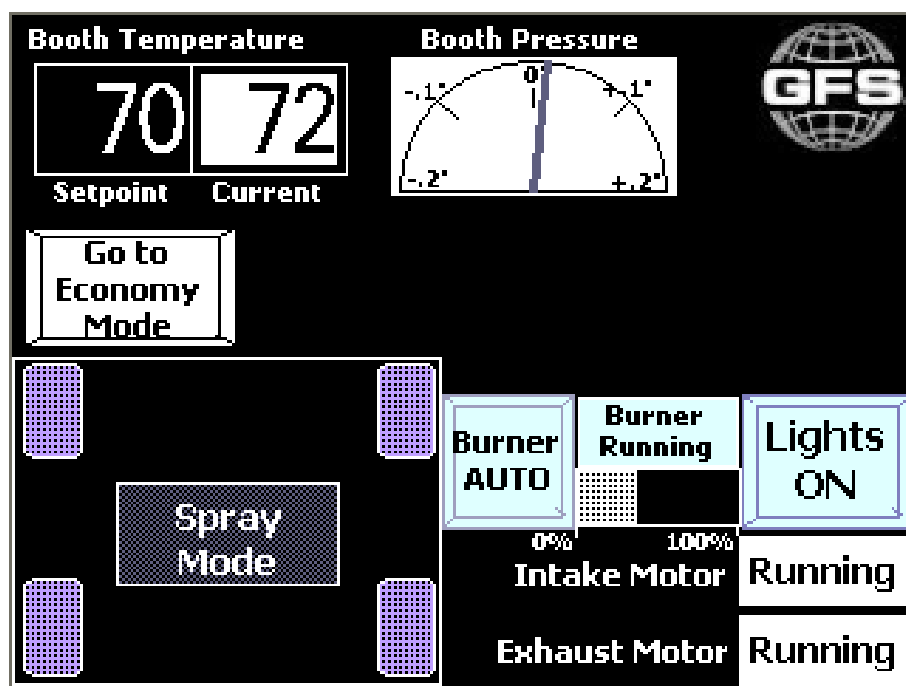 Booth Temperature
Booth Pressure
70 72
Setpoint Current
-.1" 0" +.1"
-.2" +.2"
GFS
Go to
Economy
Mode
Spray
Mode
Burner
AUTO
Burner
Running
0% 100%
Lights
ON
Intake Motor Running
Exhaust Motor Running